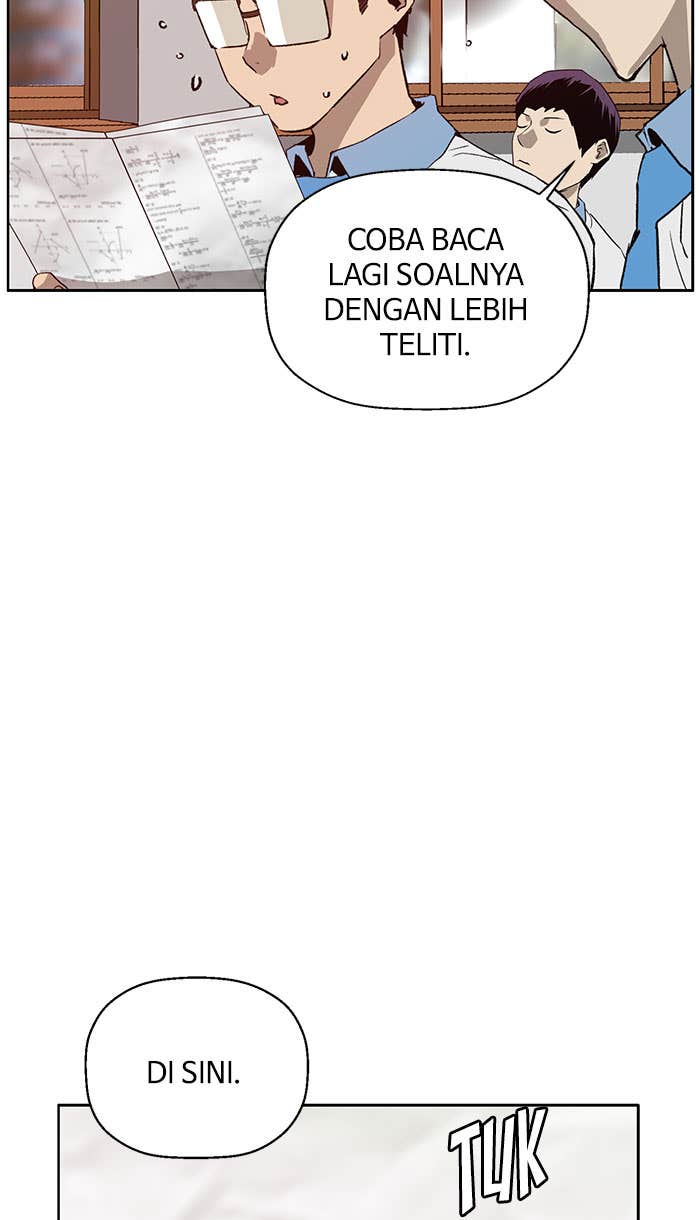 COBA BACA
LAGI SOALNYA
DENGAN LEBIH
TELITI.
DI SINI.
TUK